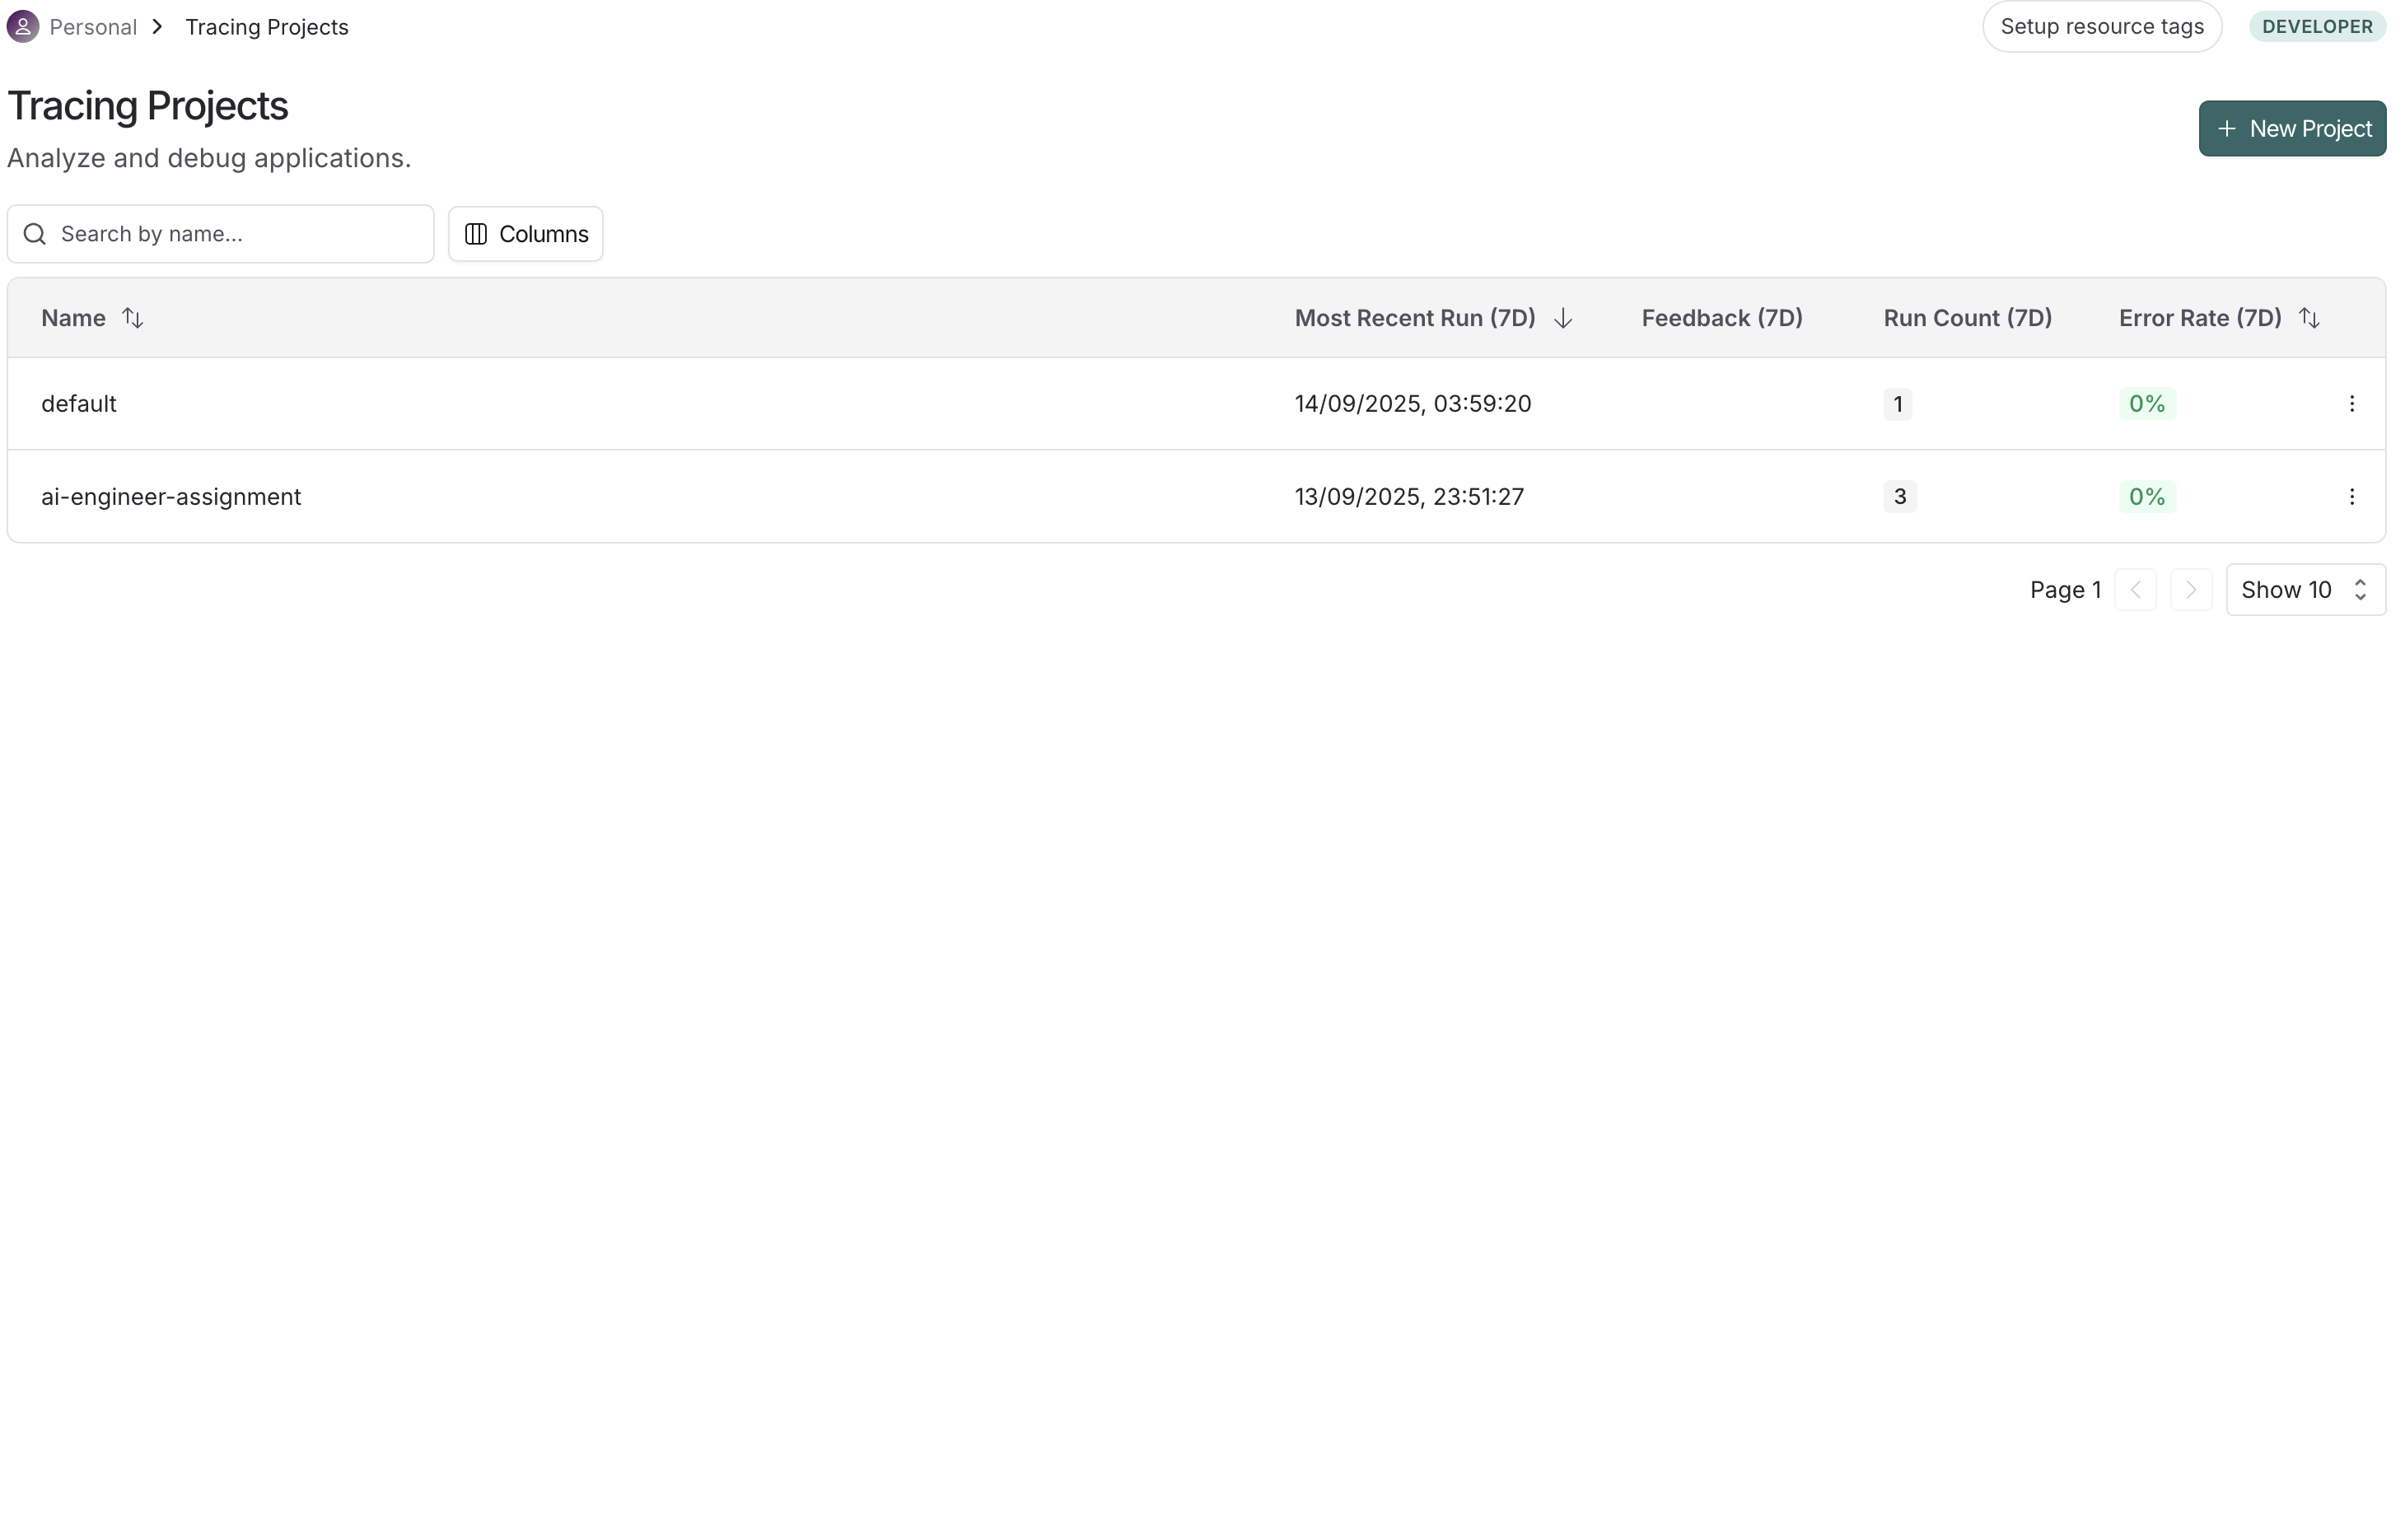 Personal Tracing Projects Setup resource tags DEVELOPER
Tracing Projects
Analyze and debug applications.
New Project
Search by name... Columns
Name Most Recent Run (7D) Feedback (7D) Run Count (7D) Error Rate (7D)
default 14/09/2025, 03:59:20 1 0%
ai-engineer-assignment 13/09/2025, 23:51:27 3 0%
Page 1 Show 10